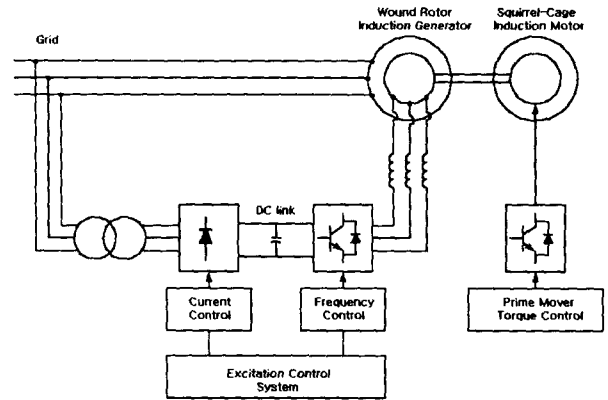 Wound Rotor
Induction Generator
Squirrel-Cage
Induction Motor
Grid
DC link
Current
Control
Frequency
Control
Prime Mover
Torque Control
Excitation Control
System